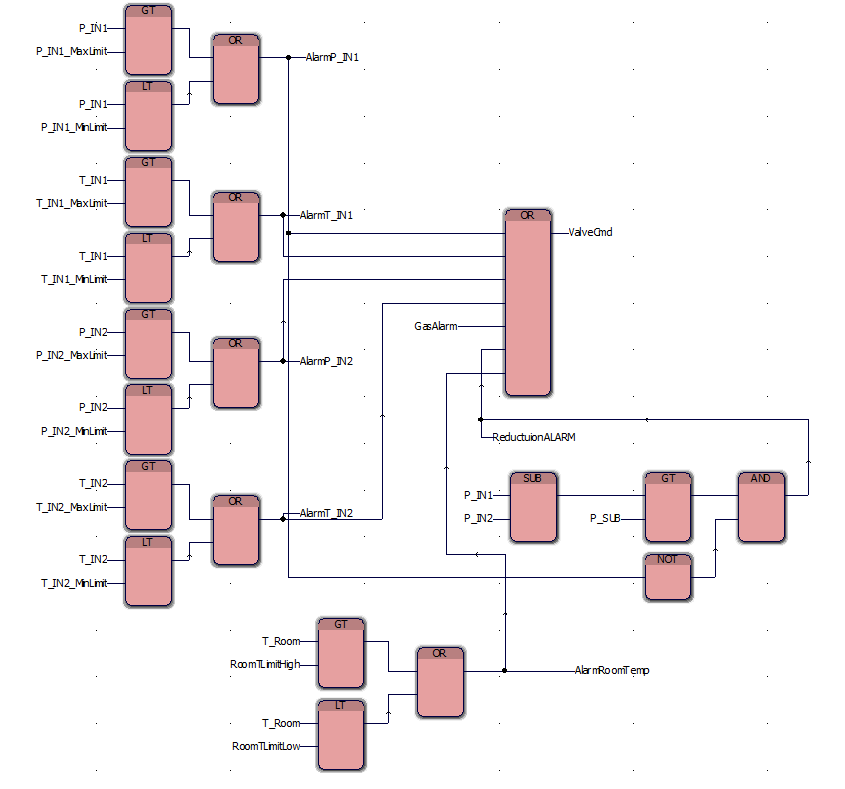 GT
P_IN1
P_IN1_MaxLimit
OR
AlarmP_IN1
LT
P_IN1
P_IN1_MinLimit
GT
T_IN1
T_IN1_MaxLimit
OR
AlarmT_IN1
LT
T_IN1
T_IN1_MinLimit
OR
ValveCmd
GasAlarm
ReductuionALARM
GT
P_IN2
P_IN2_MaxLimit
OR
AlarmP_IN2
LT
P_IN2
P_IN2_MinLimit
GT
T_IN2
T_IN2_MaxLimit
OR
AlarmT_IN2
LT
T_IN2
T_IN2_MinLimit
SUB
P_IN1
P_IN2
GT
P_SUB
AND
NOT
GT
T_Room
RoomTLimitHigh
OR
AlarmRoomTemp
LT
T_Room
RoomTLimitLow